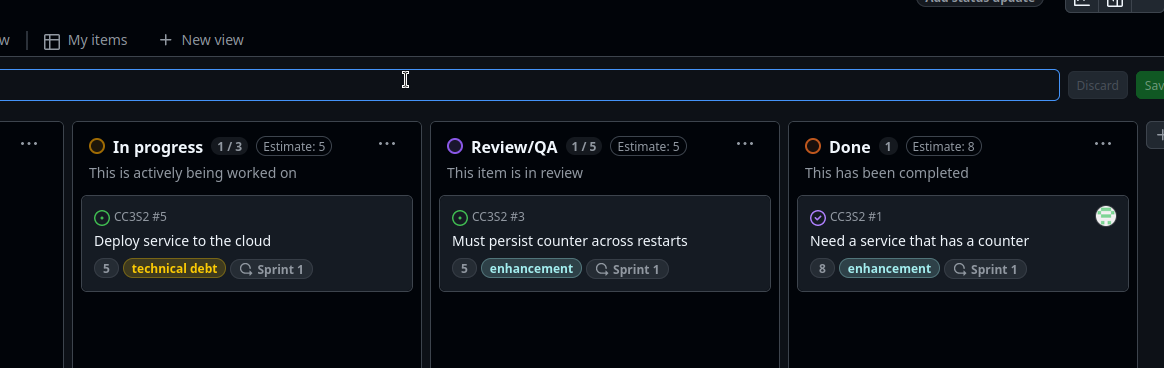 Add status update
w
My items
New view
Discard
Sav
In progress 1 / 3 Estimate: 5
This is actively being worked on
CC3S2 #5
Deploy service to the cloud
5 technical debt Sprint 1
Review/QA 1 / 5 Estimate: 5
This item is in review
CC3S2 #3
Must persist counter across restarts
5 enhancement Sprint 1
Done 1 Estimate: 8
This has been completed
CC3S2 #1
Need a service that has a counter
8 enhancement Sprint 1